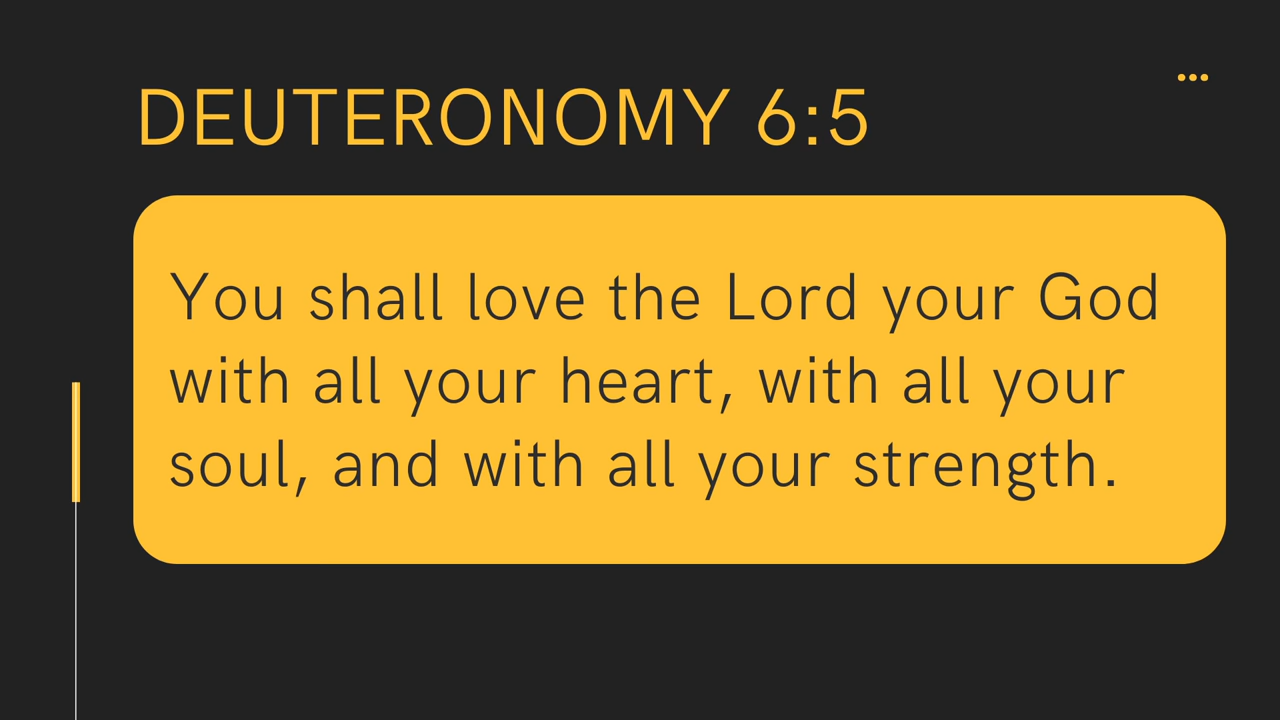 DEUTERONOMY 6:5
You shall love the Lord your God
with all your heart, with all your
soul, and with all your strength.